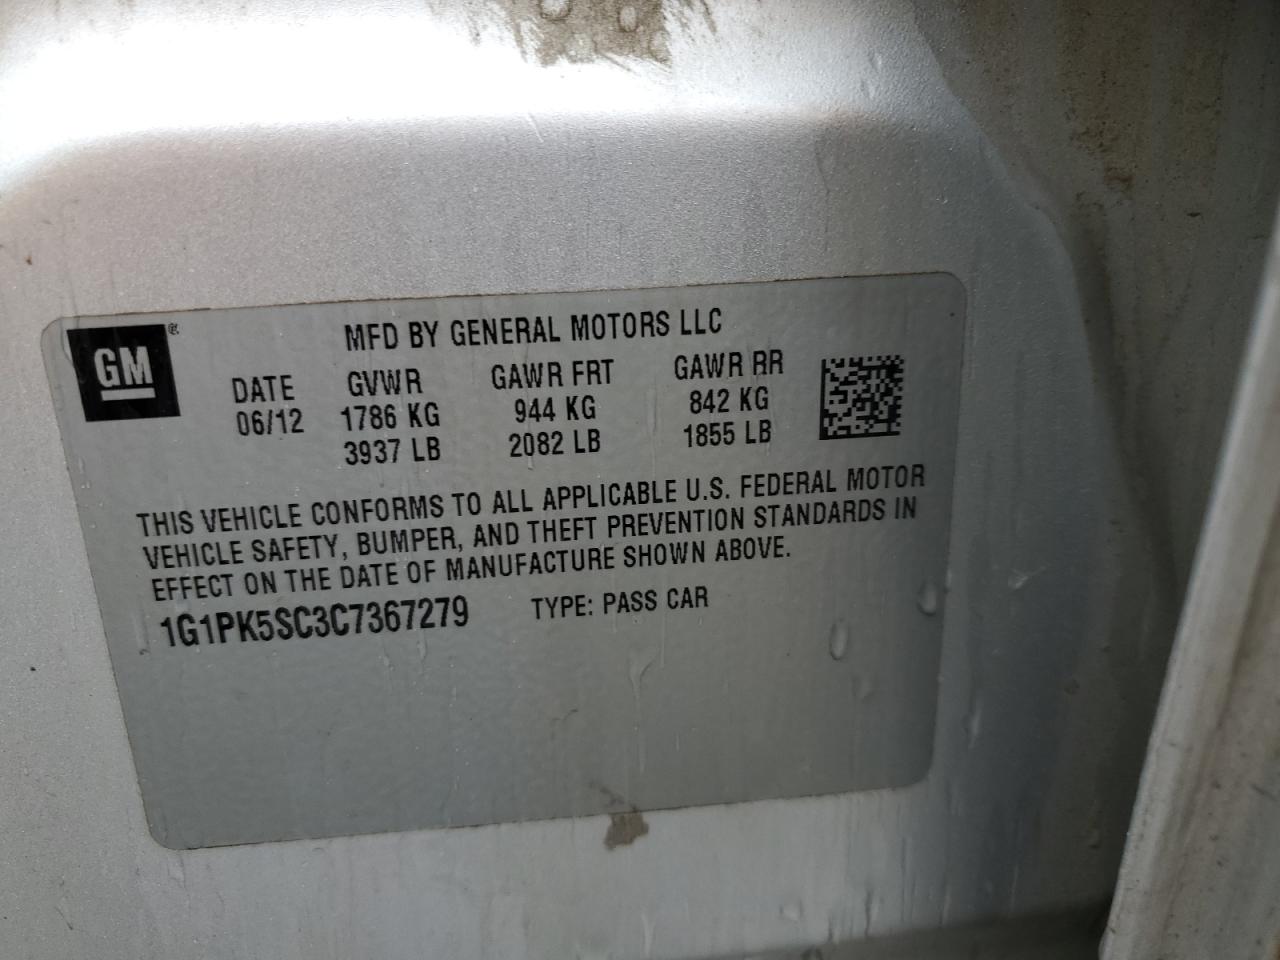 GM®
MFD BY GENERAL MOTORS LLC
DATE GVWR GAWR FRT GAWR RR
06/12 1786 KG 944 KG 842 KG
3937 LB 2082 LB 1855 LB
THIS VEHICLE CONFORMS TO ALL APPLICABLE U.S. FEDERAL MOTOR
VEHICLE SAFETY, BUMPER, AND THEFT PREVENTION STANDARDS IN
EFFECT ON THE DATE OF MANUFACTURE SHOWN ABOVE.
1G1PK5SC3C7367279 TYPE: PASS CAR